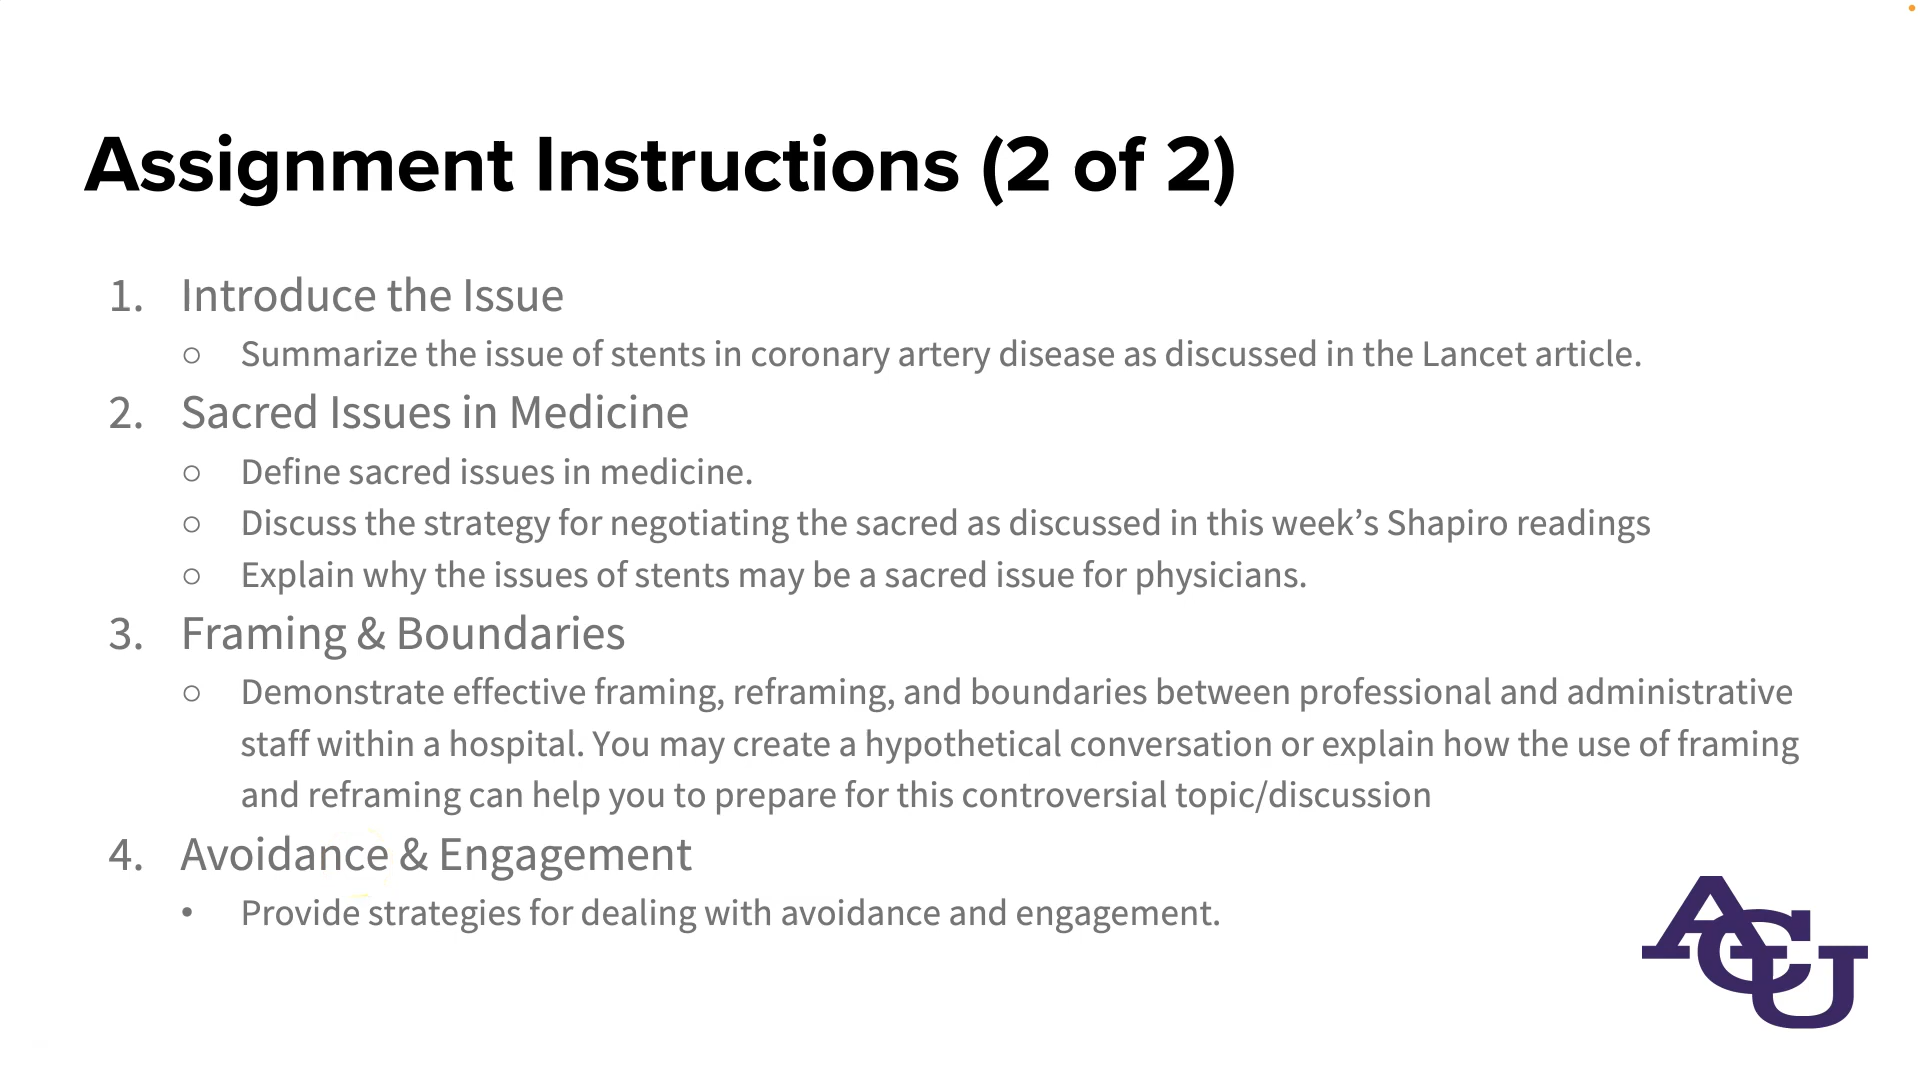 Assignment Instructions (2 of 2)
1. Introduce the Issue
○ Summarize the issue of stents in coronary artery disease as discussed in the Lancet article.
2. Sacred Issues in Medicine
○ Define sacred issues in medicine.
○ Discuss the strategy for negotiating the sacred as discussed in this week’s Shapiro readings
○ Explain why the issues of stents may be a sacred issue for physicians.
3. Framing & Boundaries
○ Demonstrate effective framing, reframing, and boundaries between professional and administrative
staff within a hospital. You may create a hypothetical conversation or explain how the use of framing
and reframing can help you to prepare for this controversial topic/discussion
4. Avoidance & Engagement
• Provide strategies for dealing with avoidance and engagement.
ACU